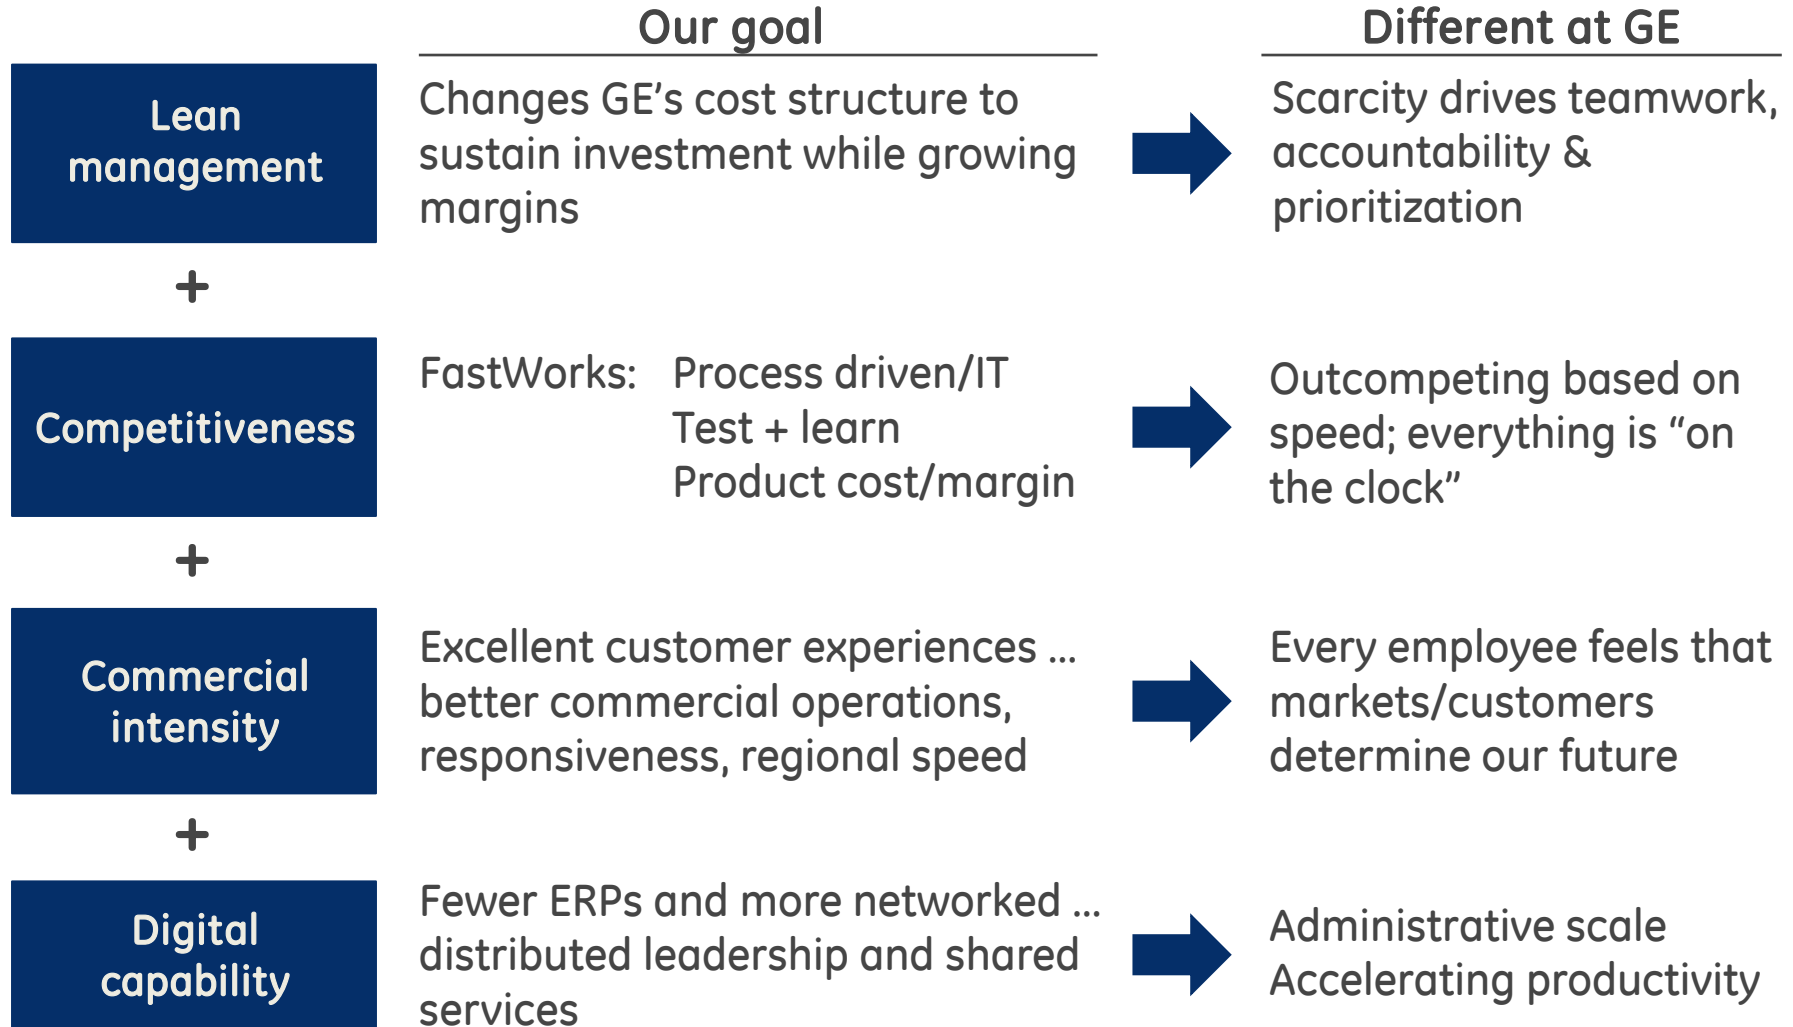 Our goal
Different at GE
Lean
management
Changes GE’s cost structure to
sustain investment while growing
margins
Scarcity drives teamwork,
accountability &
prioritization
+
Competitiveness
FastWorks: Process driven/IT
Test + learn
Product cost/margin
Outcompeting based on
speed; everything is “on
the clock”
+
Commercial
intensity
Excellent customer experiences ...
better commercial operations,
responsiveness, regional speed
Every employee feels that
markets/customers
determine our future
+
Digital
capability
Fewer ERPs and more networked ...
distributed leadership and shared
services
Administrative scale
Accelerating productivity